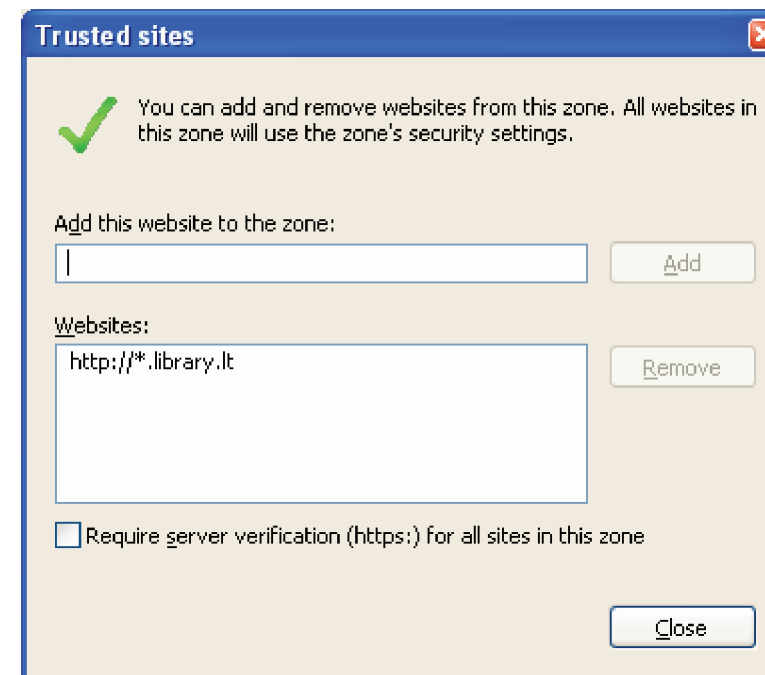 Trusted sites
You can add and remove websites from this zone. All websites in
this zone will use the zone's security settings.
Add this website to the zone:
Add
Websites:
http://*.library.lt
Remove
Require server verification (https:) for all sites in this zone
Close